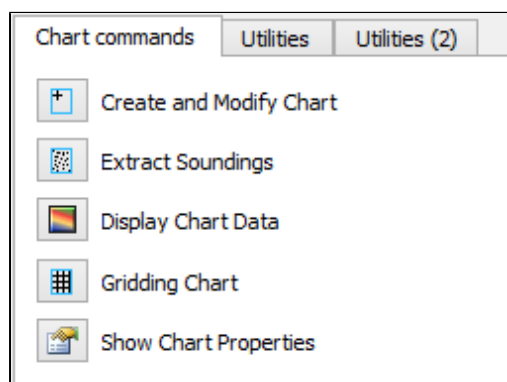 Chart commands Utilities Utilities (2)
Create and Modify Chart
Extract Soundings
Display Chart Data
Gridding Chart
Show Chart Properties